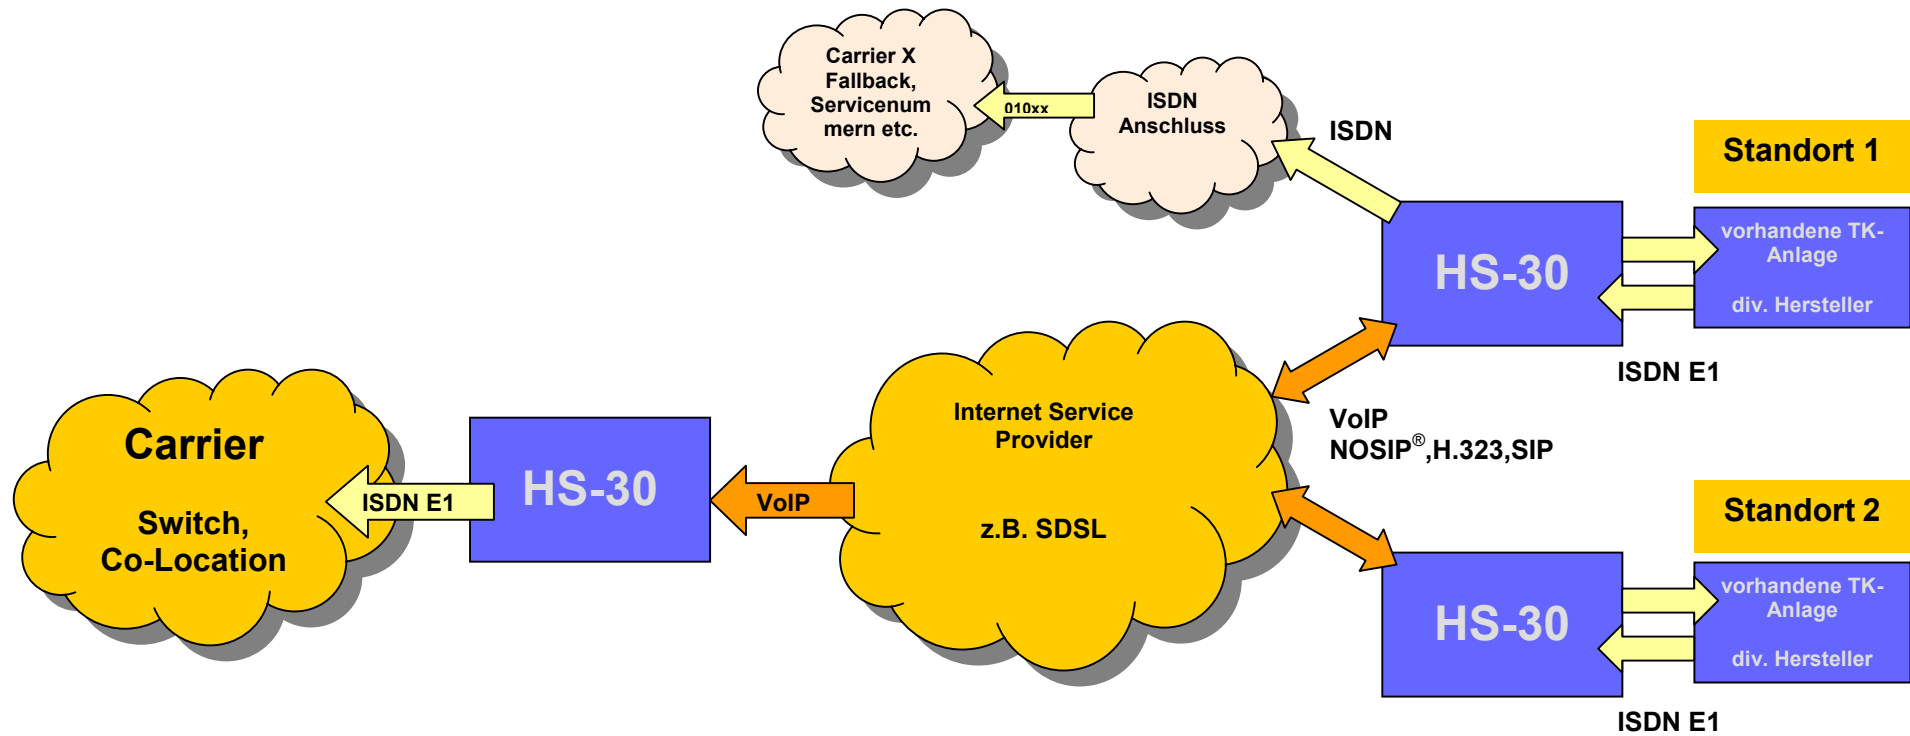 Carrier X
Fallback,
Servicenum
mern etc.
010xx
ISDN
Anschluss
ISDN
Standort 1
HS-30
vorhandene TK-
Anlage
div. Hersteller
ISDN E1
Carrier
Switch,
Co-Location
ISDN E1
HS-30
VoIP
Internet Service
Provider
z.B. SDSL
VoIP
NOSIP®,H.323,SIP
Standort 2
HS-30
vorhandene TK-
Anlage
div. Hersteller
ISDN E1